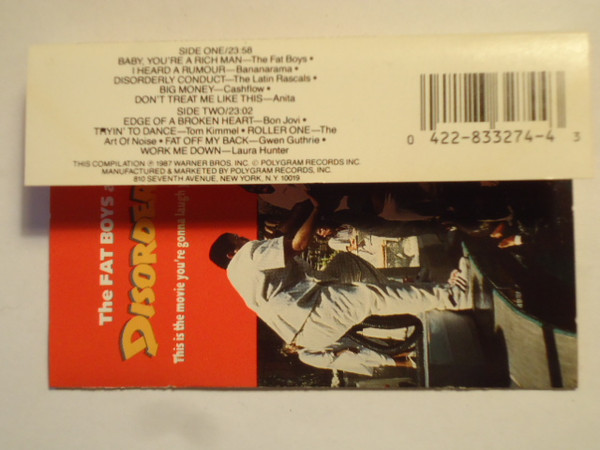 SIDE ONE/23:58
BABY, YOU'RE A RICH MAN—The Fat Boys •
I HEARD A RUMOUR—Bananarama •
DISORDERLY CONDUCT—The Latin Rascals •
BIG MONEY—Cashflow •
DON'T TREAT ME LIKE THIS—Anita
SIDE TWO/23:02
EDGE OF A BROKEN HEART—Bon Jovi •
TRYIN' TO DANCE—Tom Kimmel • ROLLER ONE—The
Art Of Noise • FAT OFF MY BACK—Gwen Guthrie •
WORK ME DOWN—Laura Hunter
THIS COMPILATION ℗ 1987 WARNER BROS. INC. © POLYGRAM RECORDS INC.
MANUFACTURED & MARKETED BY POLYGRAM RECORDS, INC.
810 SEVENTH AVENUE, NEW YORK, N.Y. 10019
0 422-833274-4 3
The FAT BOYS a
DISORDER
This is the movie you're gonna laugh